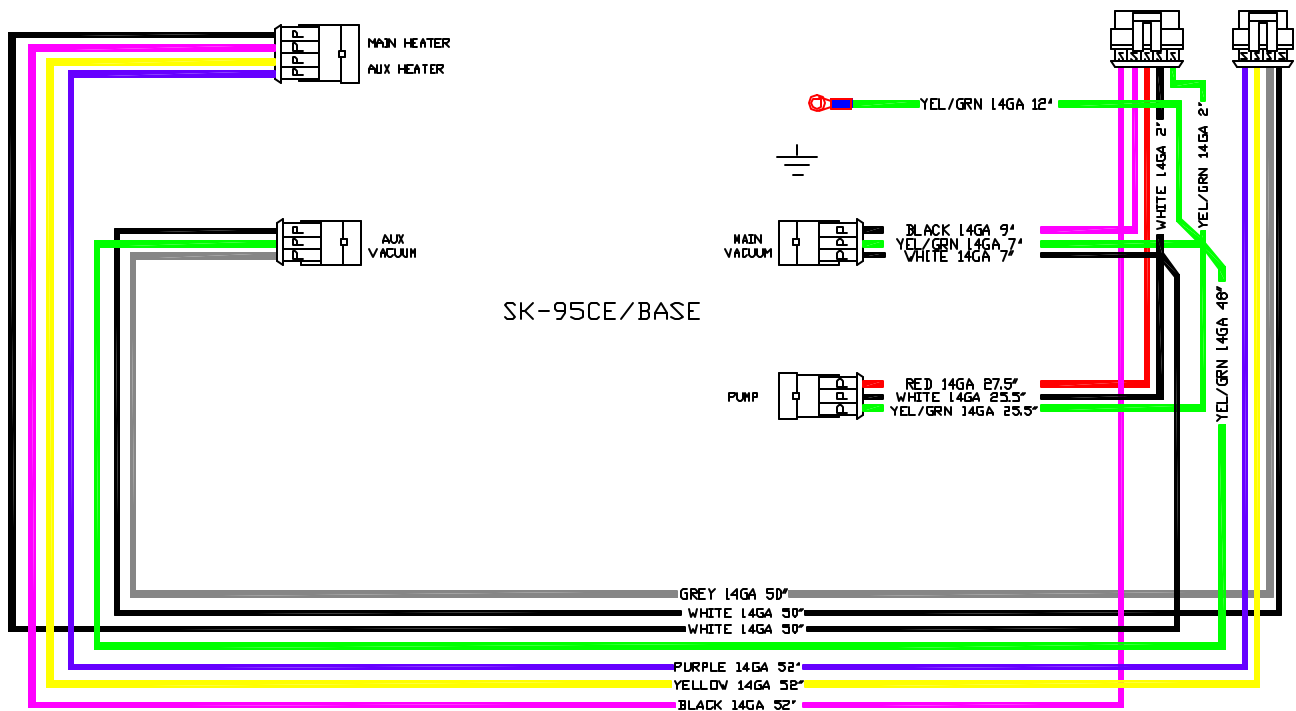 MAIN HEATER
AUX HEATER
P
P
P
P
YEL/GRN 14GA 12"
WHITE 14GA 2"
YEL/GRN 14GA 2"
S S S S S
S S S S
P
P
P
AUX
VACUUM
MAIN
VACUUM
P
P
P
BLACK 14GA 9"
YEL/GRN 14GA 7"
WHITE 14GA 7"
SK-95CE/BASE
YEL/GRN 14GA 48"
PUMP
P
P
P
RED 14GA 27.5"
WHITE 14GA 25.5"
YEL/GRN 14GA 25.5"
GREY 14GA 50"
WHITE 14GA 50"
WHITE 14GA 50"
PURPLE 14GA 52"
YELLOW 14GA 52"
BLACK 14GA 52"